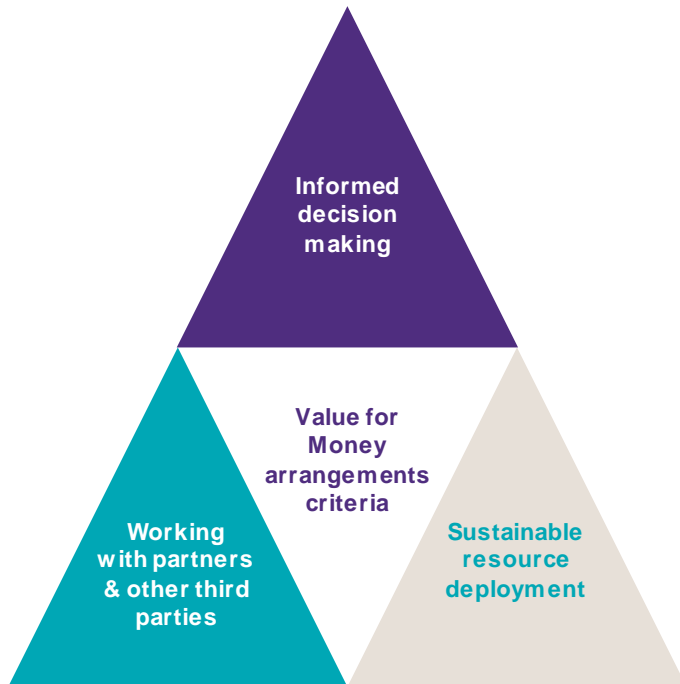 Informed
decision
making
Value for
Money
arrangements
criteria
Working
with partners
& other third
parties
Sustainable
resource
deployment